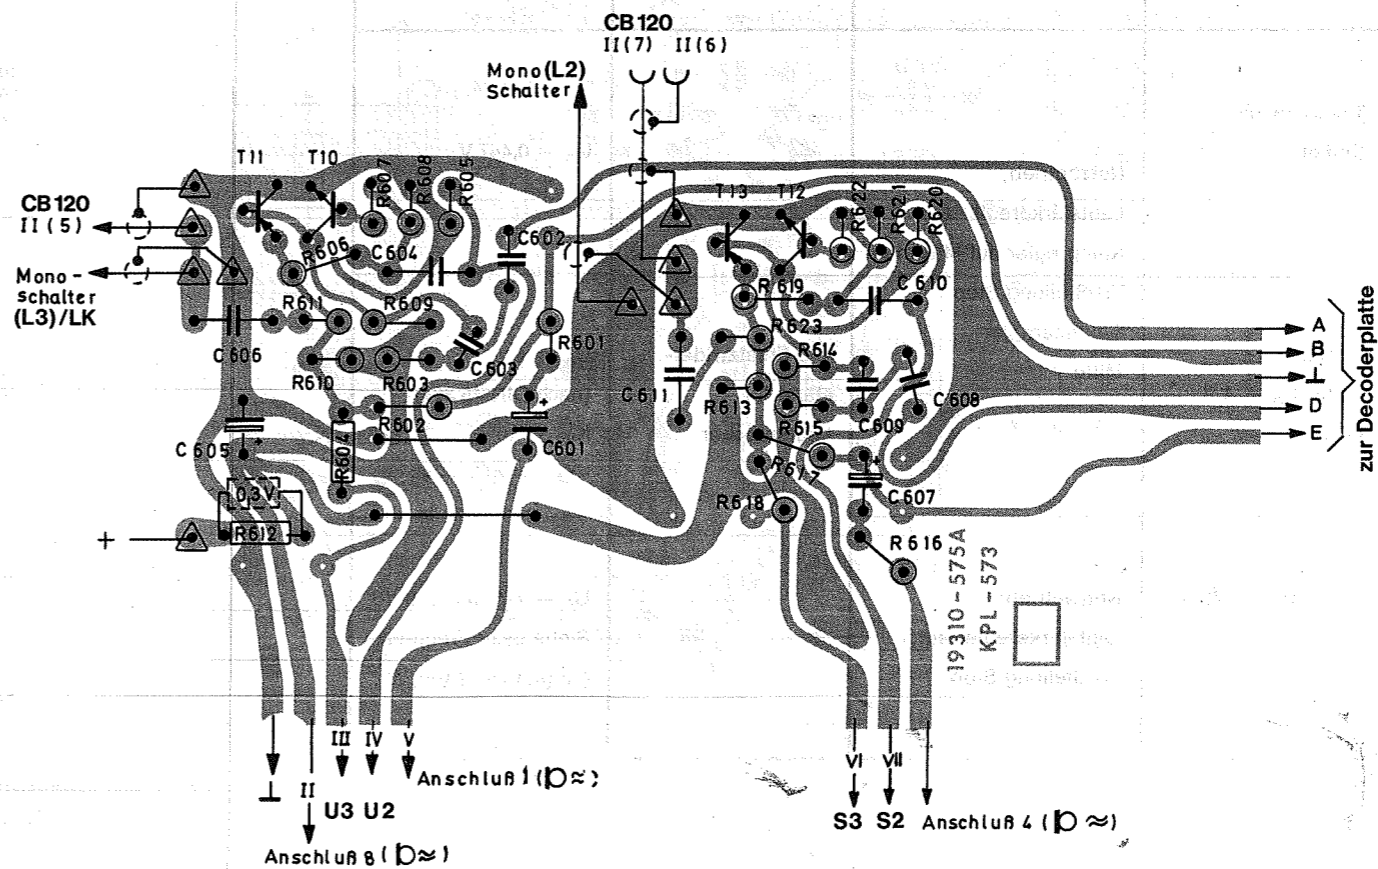 CB120
II(7) II(6)
Mono(L2)
Schalter
T11 T10
R607
R608
R605
CB120
II(5)
Mono-
schalter
(L3)/LK
R606 C604 C602
T13 T12
R622
R621
R620
R611 R609
R619 C610
C606
R610 R603 C603 R601
R623
R614
C611
R613
C608
R602
R615 C609
C605
R604
C601
R617
0,3V
R612
+
R618
C607
R616
19310-575A
KPL-573
A
B
⊥
D
E
zur Decoderplatte
⊥ II III IV V
U3 U2
Anschluß 1 (≈)
Anschluß 8 (≈)
VI VII
S3 S2
Anschluß 4 (≈)